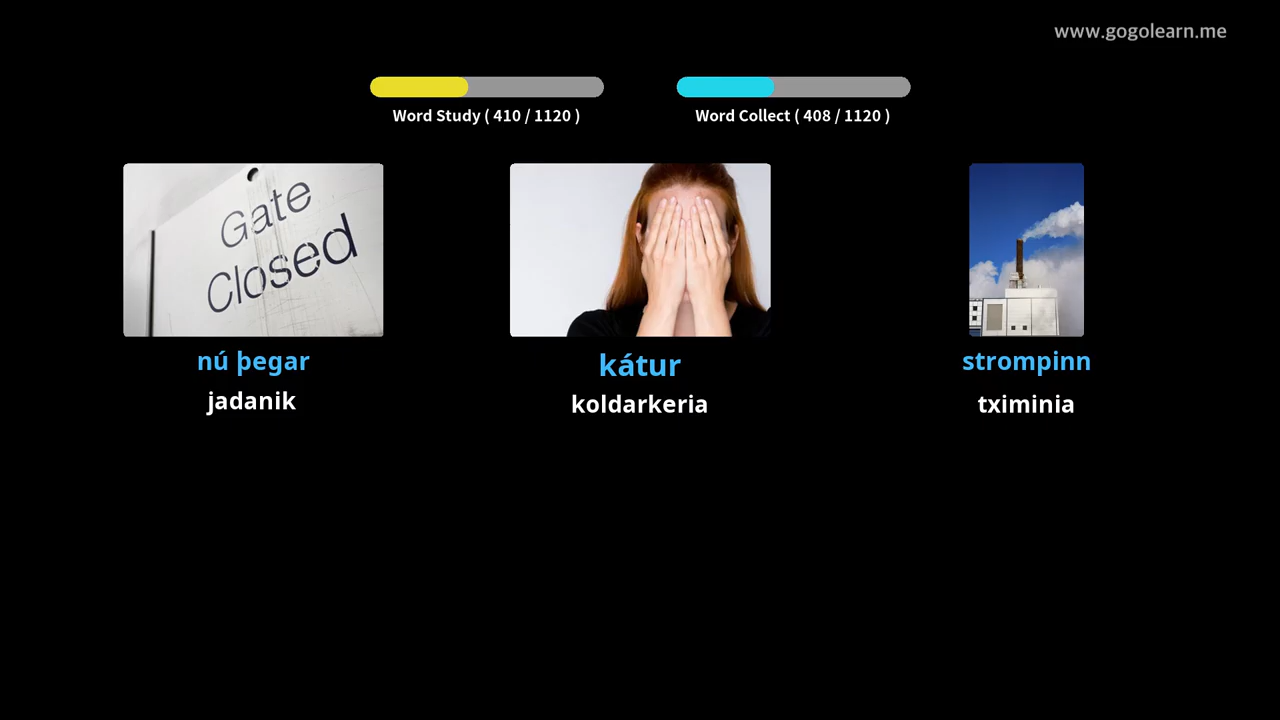 www.gogolearn.me
Word Study ( 410 / 1120 )
Word Collect ( 408 / 1120 )
Gate
Closed
nú þegar
jadanik
kátur
koldarkeria
strompinn
tximinia